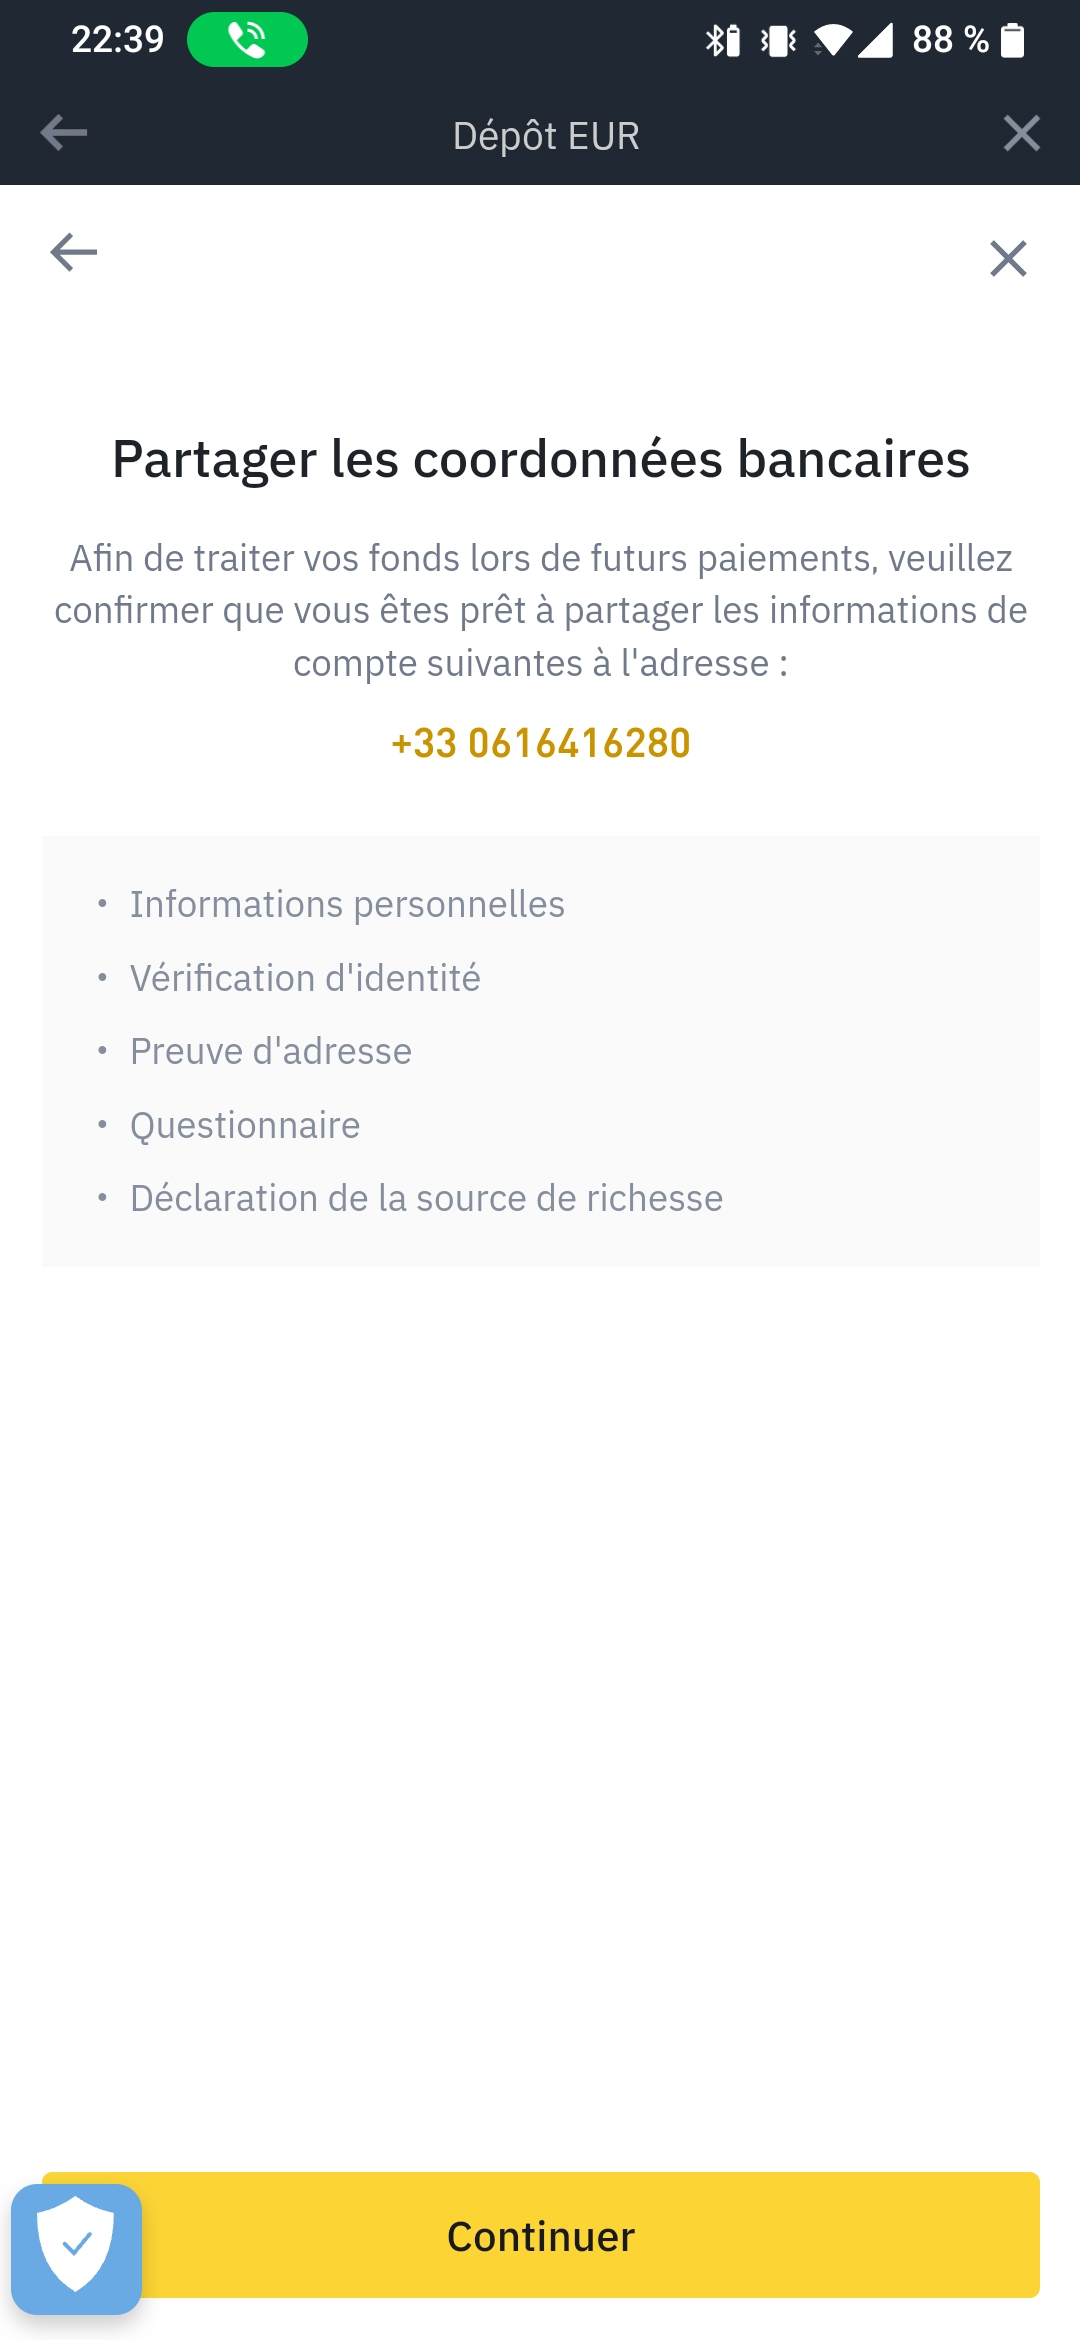 22:39
88 %
Dépôt EUR
Partager les coordonnées bancaires
Afin de traiter vos fonds lors de futurs paiements, veuillez
confirmer que vous êtes prêt à partager les informations de
compte suivantes à l'adresse :
+33 0616416280
• Informations personnelles
• Vérification d'identité
• Preuve d'adresse
• Questionnaire
• Déclaration de la source de richesse
Continuer